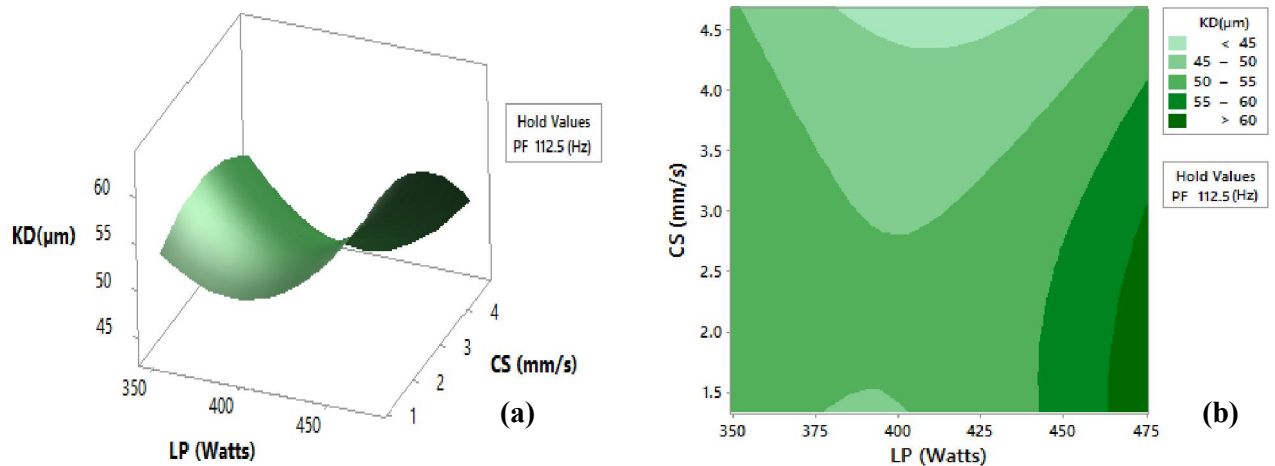 Hold Values
PF 112.5 (Hz)
60
55
50
45
KD(µm)
350
400
450
LP (Watts)
1
2
3
4
CS (mm/s)
(a)
4.5
4.0
3.5
3.0
2.5
2.0
1.5
CS (mm/s)
350 375 400 425 450 475
LP (Watts)
KD(µm)
< 45
45 – 50
50 – 55
55 – 60
> 60
Hold Values
PF 112.5 (Hz)
(b)